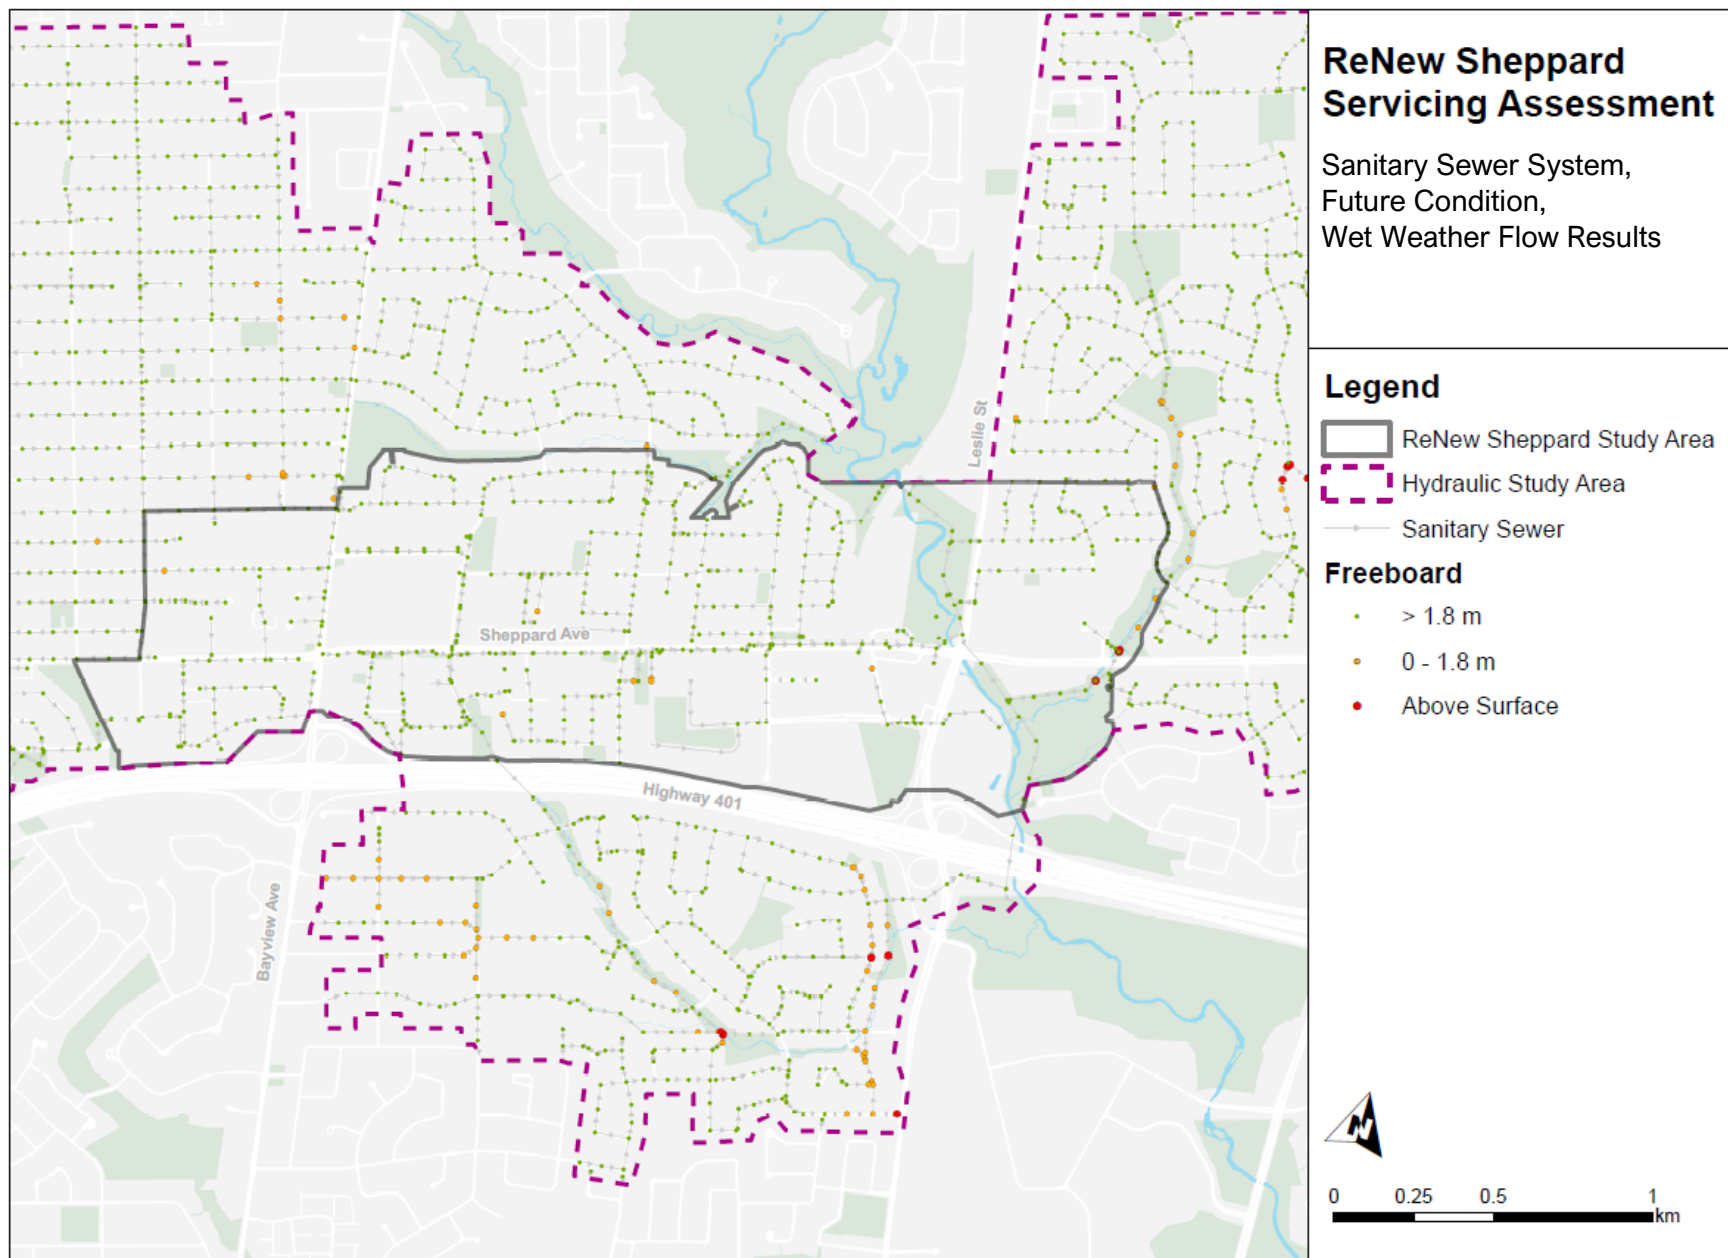 ReNew Sheppard
Servicing Assessment
Sanitary Sewer System,
Future Condition,
Wet Weather Flow Results
Legend
ReNew Sheppard Study Area
Hydraulic Study Area
Sanitary Sewer
Freeboard
> 1.8 m
0 - 1.8 m
Above Surface
N
0 0.25 0.5 1
km
Leslie St
Sheppard Ave
Highway 401
Bayview Ave